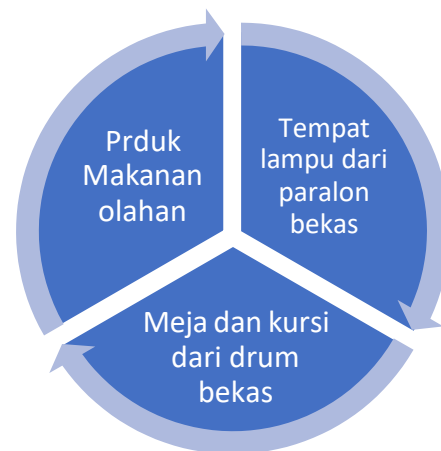 Prduk
Makanan
olahan
Tempat
lampu dari
paralon
bekas
Meja dan kursi
dari drum
bekas